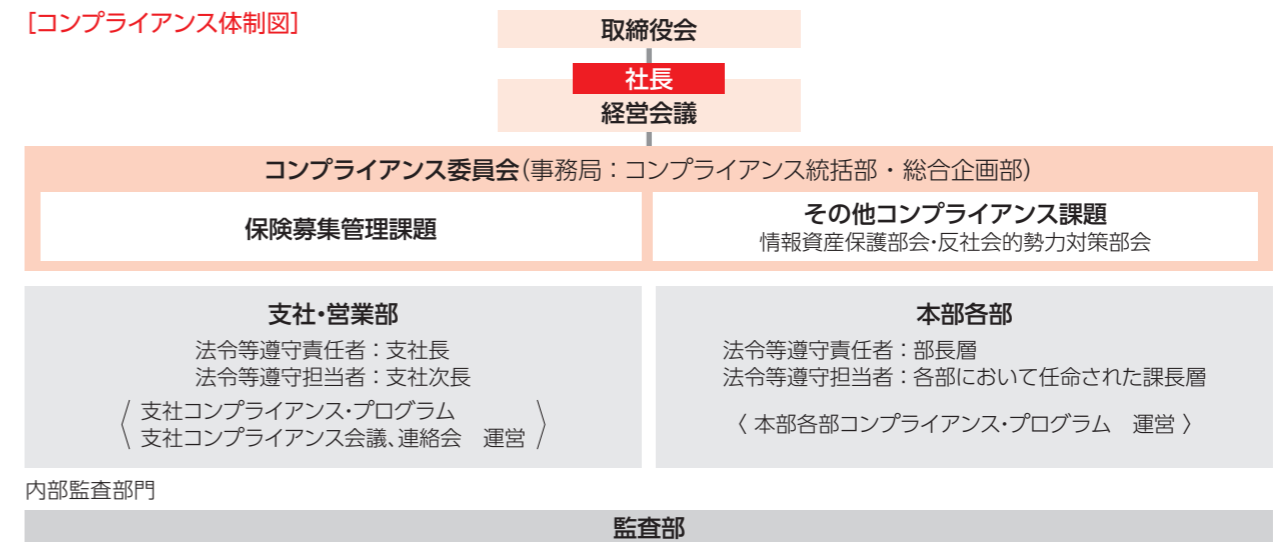 [コンプライアンス体制図]
取締役会
社長
経営会議
コンプライアンス委員会(事務局：コンプライアンス統括部・総合企画部)
保険募集管理課題
その他コンプライアンス課題
情報資産保護部会・反社会的勢力対策部会
支社・営業部
法令等遵守責任者：支社長
法令等遵守担当者：支社次長
支社コンプライアンス・プログラム
支社コンプライアンス会議、連絡会　運営
本部各部
法令等遵守責任者：部長層
法令等遵守担当者：各部において任命された課長層
〈 本部各部コンプライアンス・プログラム　運営 〉
内部監査部門
監査部